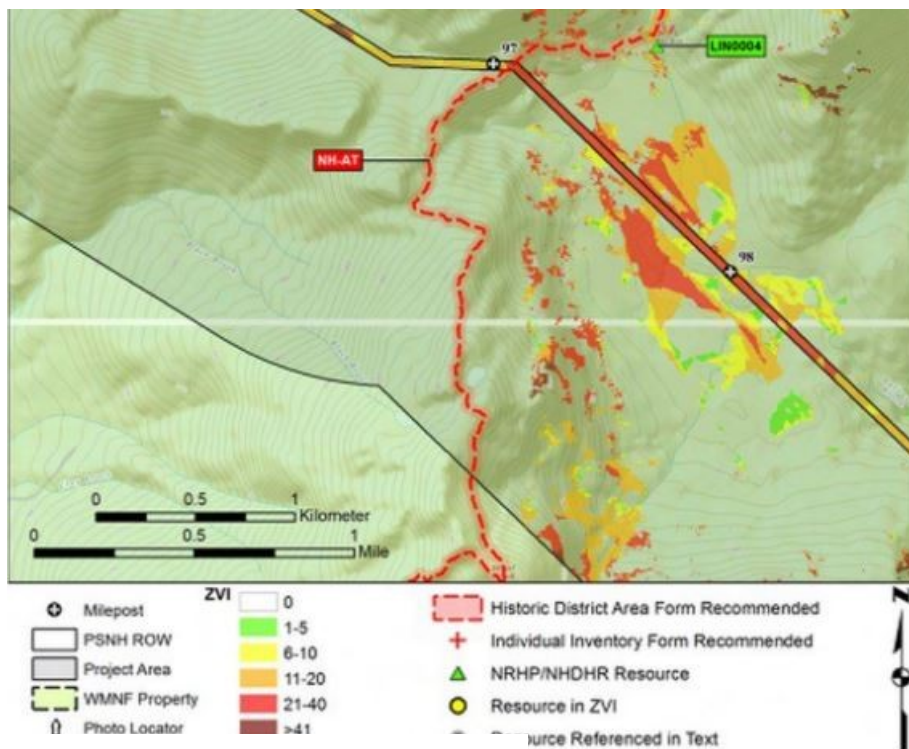 97
LIN0004
NH-AT
98
0 0.5 1
Kilometer
0 0.5 1
Mile
ZVI
Milepost
PSNH ROW
Project Area
WMNF Property
Photo Locator
0
1-5
6-10
11-20
21-40
>41
Historic District Area Form Recommended
Individual Inventory Form Recommended
NRHP/NHDHR Resource
Resource in ZVI
Referenced in Text
N